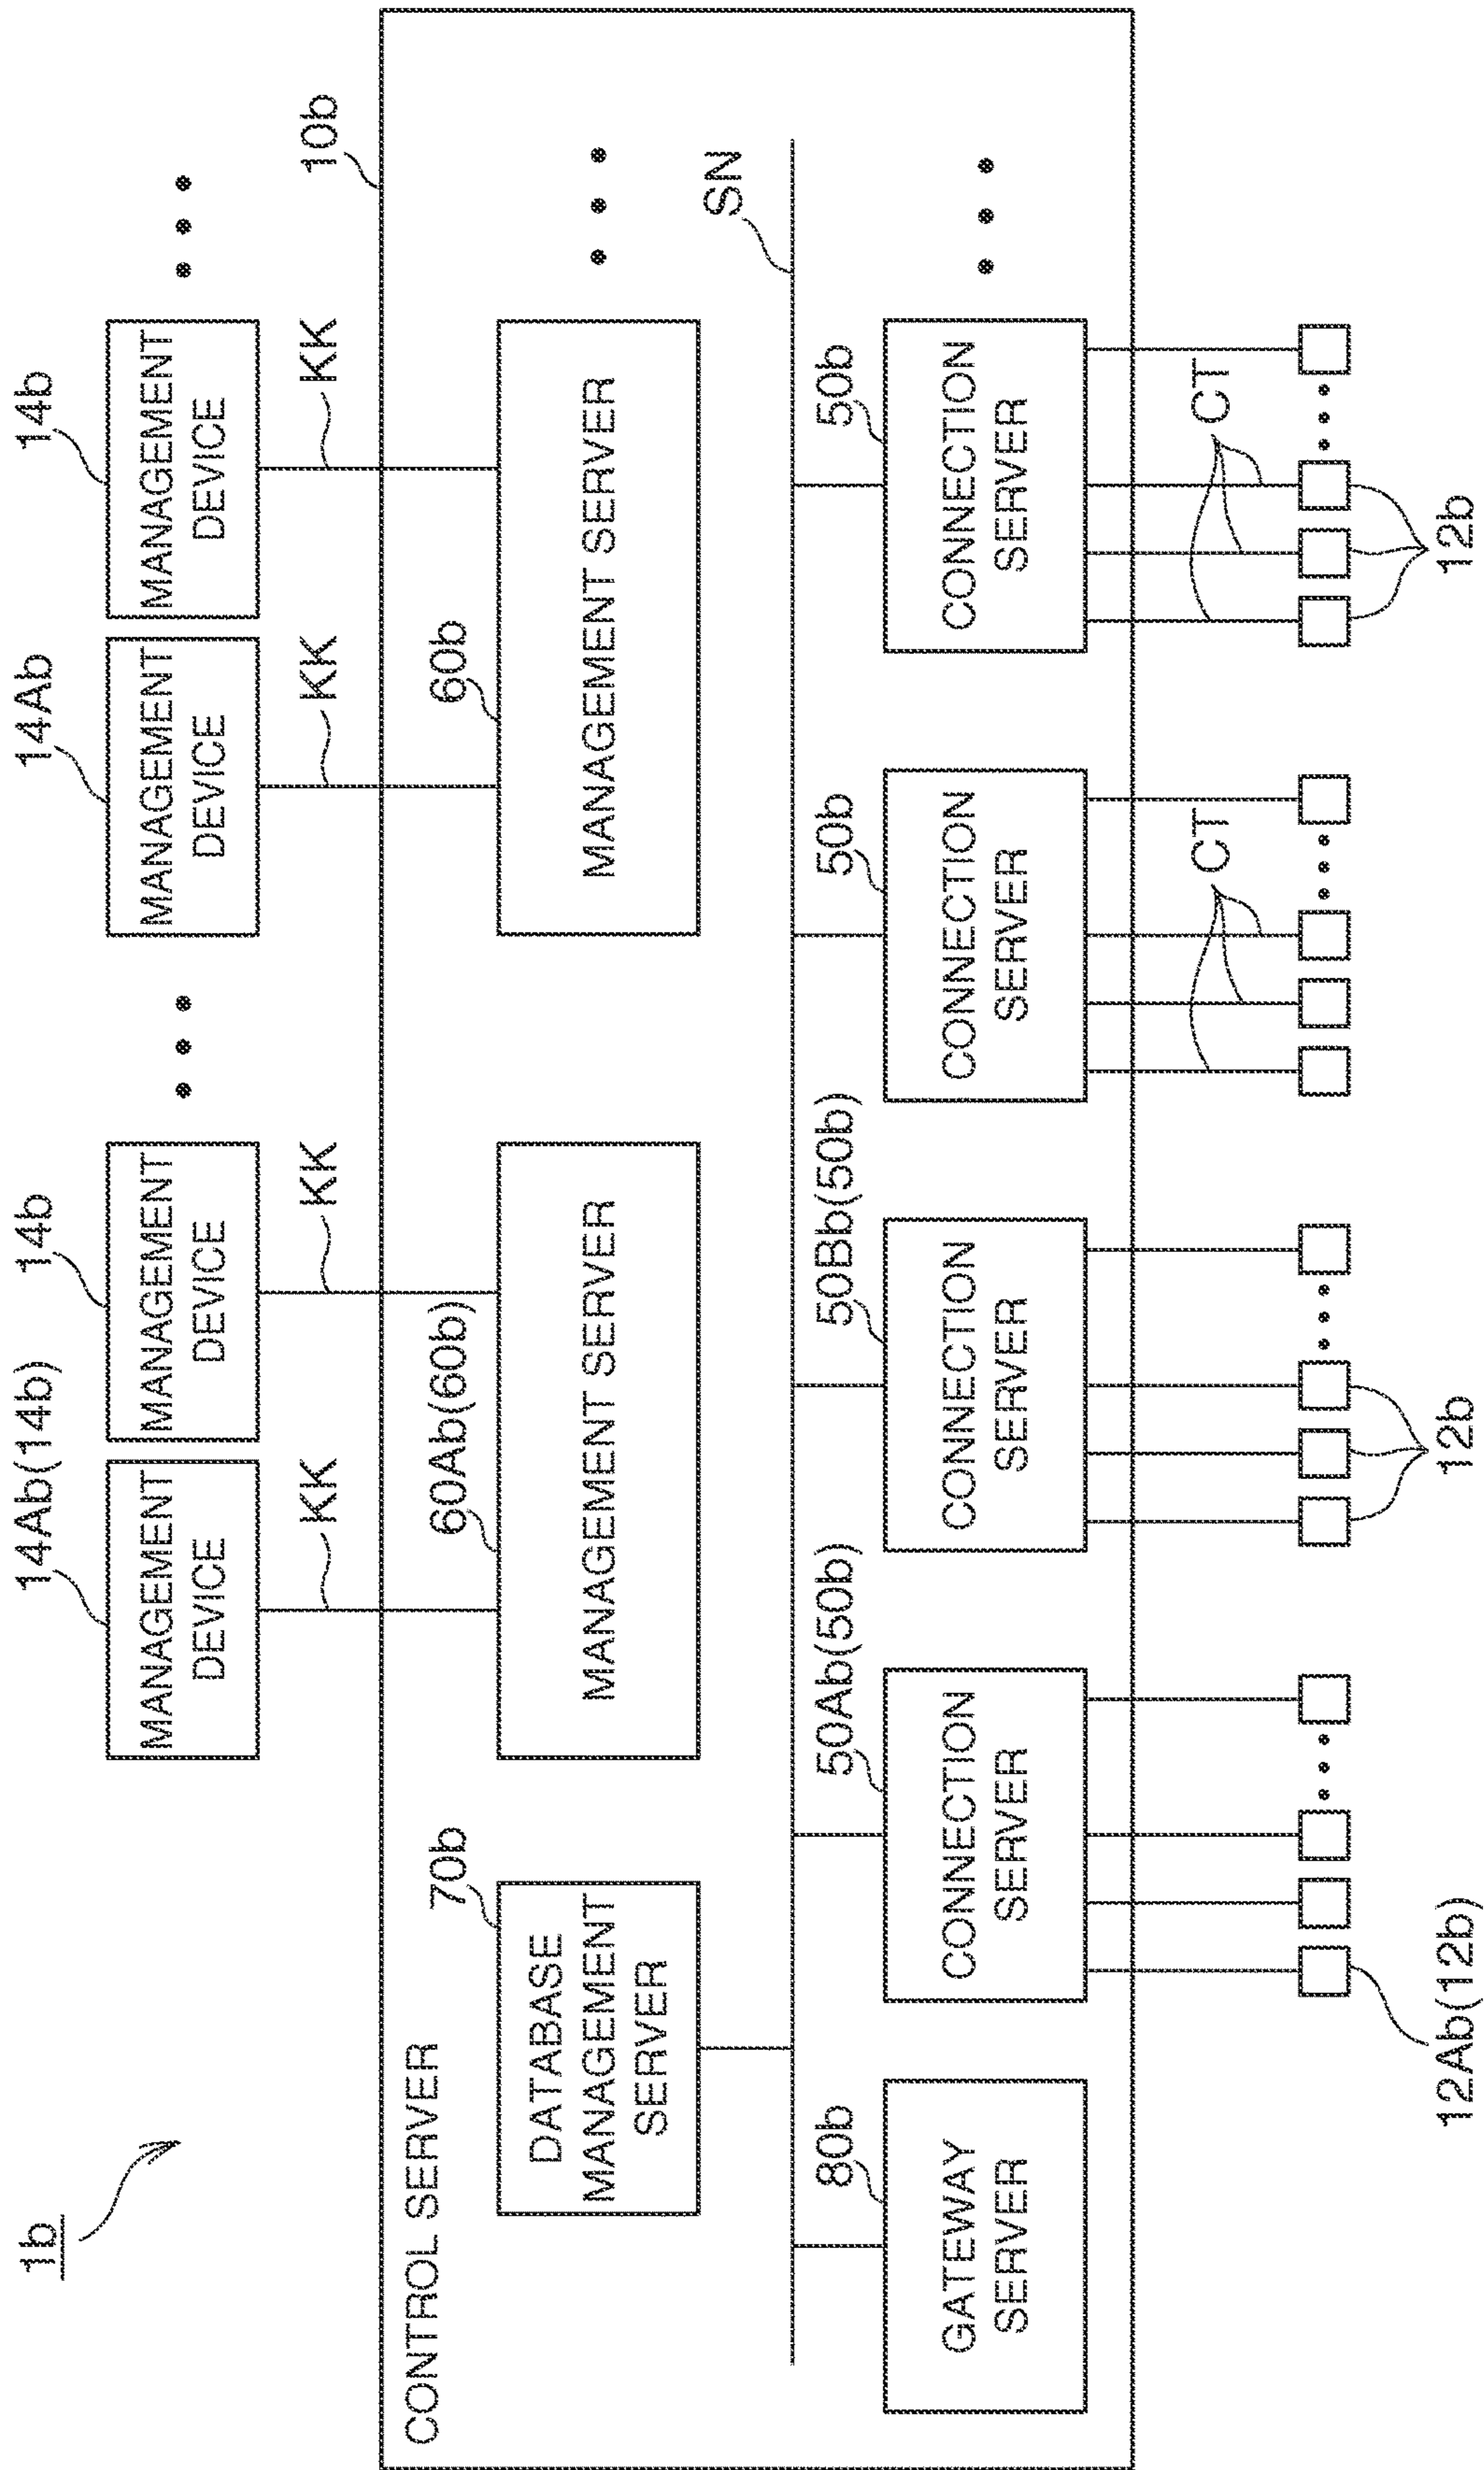 1b
14Ab(14b)
14b
14Ab
14b
MANAGEMENT
DEVICE
MANAGEMENT
DEVICE
MANAGEMENT
DEVICE
MANAGEMENT
DEVICE
KK
KK
KK
KK
10b
CONTROL SERVER
70b
60Ab(60b)
60b
DATABASE
MANAGEMENT
SERVER
MANAGEMENT SERVER
MANAGEMENT SERVER
SN
80b
50Ab(50b)
50Bb(50b)
50b
50b
GATEWAY
SERVER
CONNECTION
SERVER
CONNECTION
SERVER
CONNECTION
SERVER
CONNECTION
SERVER
CT
CT
12Ab(12b)
12b
12b